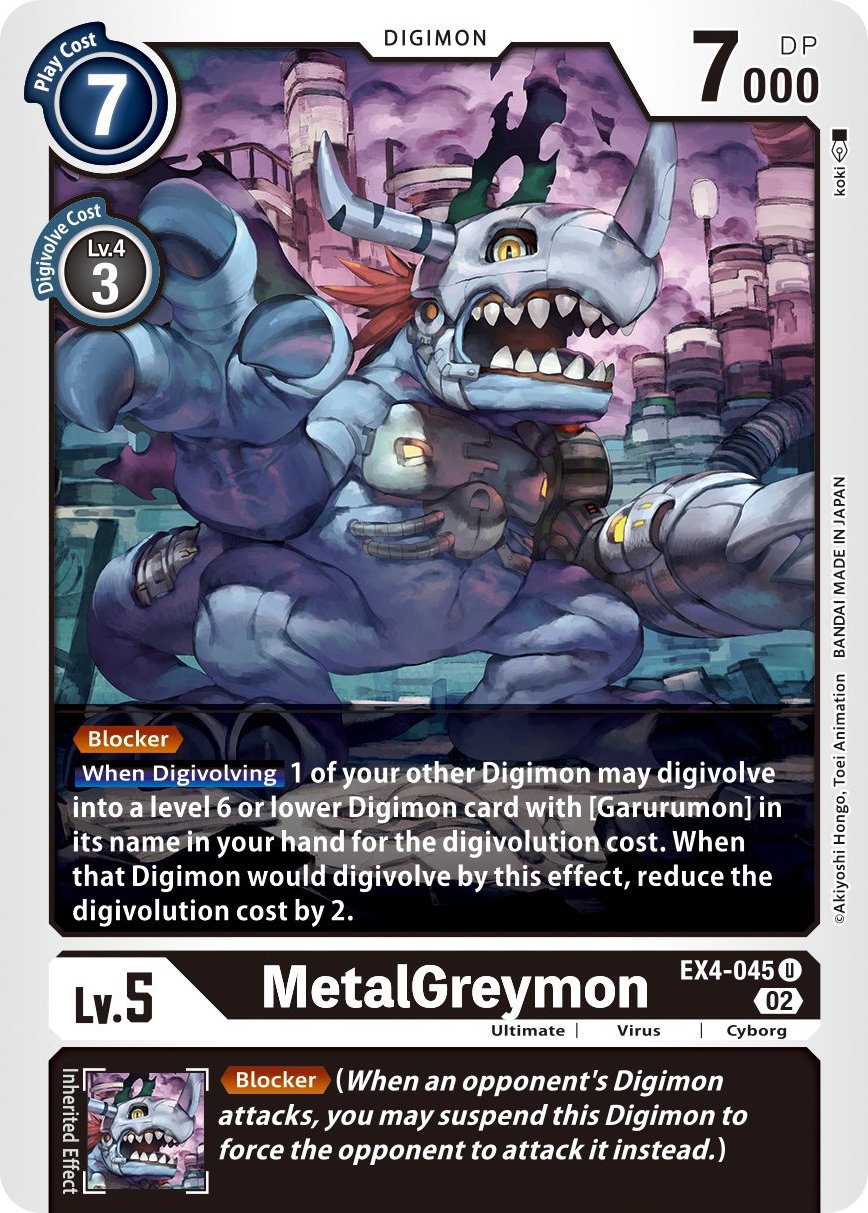 DIGIMON
Play Cost
7
DP
7000
Digivolve Cost
Lv.4
3
koki
BANDAI MADE IN JAPAN
©Akiyoshi Hongo, Toei Animation
Blocker
When Digivolving 1 of your other Digimon may digivolve
into a level 6 or lower Digimon card with [Garurumon] in
its name in your hand for the digivolution cost. When
that Digimon would digivolve by this effect, reduce the
digivolution cost by 2.
Lv.5
MetalGreymon
EX4-045 U
02
Ultimate | Virus | Cyborg
Inherited Effect
Blocker (When an opponent's Digimon
attacks, you may suspend this Digimon to
force the opponent to attack it instead.)